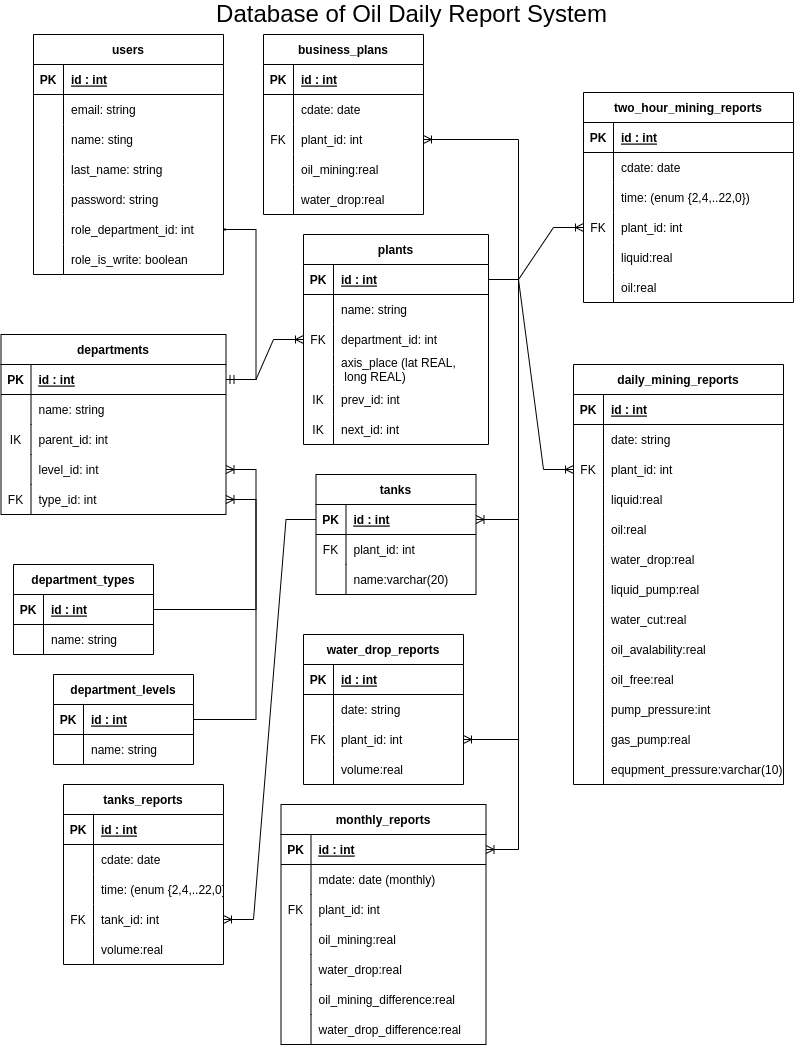 Database of Oil Daily Report System
users
PK id : int
email: string
name: sting
last_name: string
password: string
role_department_id: int
role_is_write: boolean
business_plans
PK id : int
cdate: date
FK plant_id: int
oil_mining:real
water_drop:real
two_hour_mining_reports
PK id : int
cdate: date
time: (enum {2,4,..22,0})
FK plant_id: int
liquid:real
oil:real
plants
PK id : int
name: string
FK department_id: int
axis_place (lat REAL,
long REAL)
IK prev_id: int
IK next_id: int
departments
PK id : int
name: string
IK parent_id: int
level_id: int
FK type_id: int
daily_mining_reports
PK id : int
date: string
FK plant_id: int
liquid:real
oil:real
water_drop:real
liquid_pump:real
water_cut:real
oil_avalability:real
oil_free:real
pump_pressure:int
gas_pump:real
equpment_pressure:varchar(10)
tanks
PK id : int
FK plant_id: int
name:varchar(20)
department_types
PK id : int
name: string
department_levels
PK id : int
name: string
water_drop_reports
PK id : int
date: string
FK plant_id: int
volume:real
tanks_reports
PK id : int
cdate: date
time: (enum {2,4,..22,0}
FK tank_id: int
volume:real
monthly_reports
PK id : int
mdate: date (monthly)
FK plant_id: int
oil_mining:real
water_drop:real
oil_mining_difference:real
water_drop_difference:real